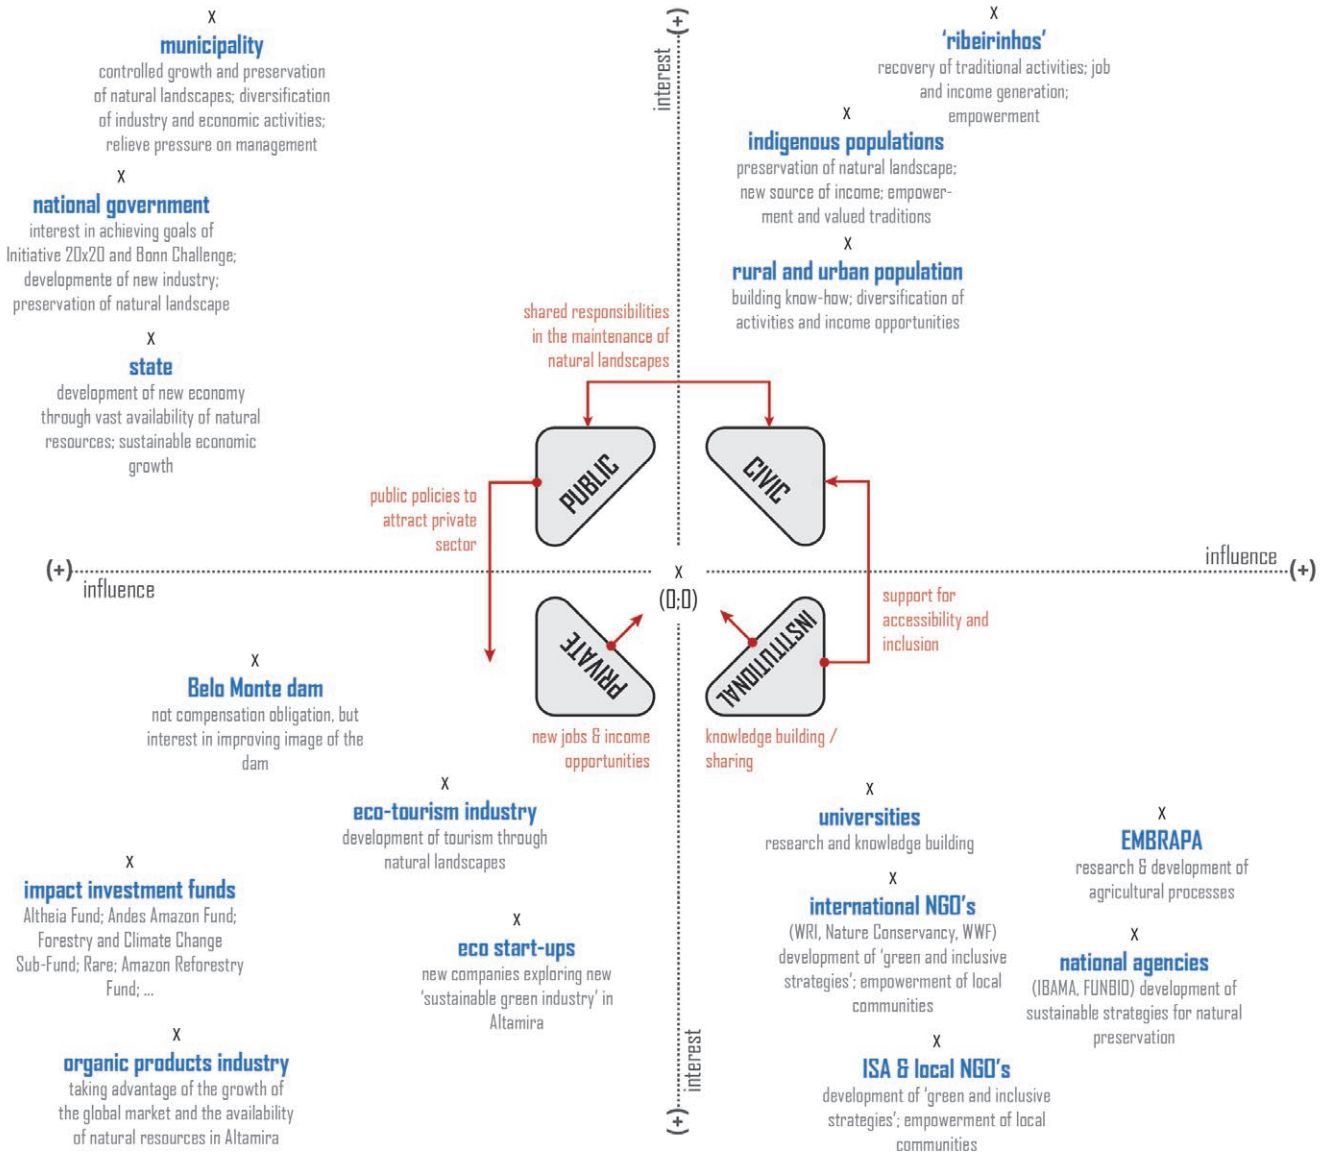 x
municipality
controlled growth and preservation
of natural landscapes; diversification
of industry and economic activities;
relieve pressure on management
x
national government
interest in achieving goals of
Initiative 20x20 and Bonn Challenge;
developmente of new industry;
preservation of natural landscape
x
state
development of new economy
through vast availability of natural
resources; sustainable economic
growth
(+)
interest
x
'ribeirinhos'
recovery of traditional activities; job
and income generation;
empowerment
x
indigenous populations
preservation of natural landscape;
new source of income; empower-
ment and valued traditions
x
rural and urban population
building know-how; diversification of
activities and income opportunities
shared responsibilities
in the maintenance of
natural landscapes
PUBLIC
CIVIC
public policies to
attract private
sector
(+)
influence
x
(0;0)
influence
(+)
support for
accessibility and
inclusion
PRIVATE
INSTITUTIONAL
new jobs & income
opportunities
knowledge building /
sharing
x
Belo Monte dam
not compensation obligation, but
interest in improving image of the
dam
x
eco-tourism industry
development of tourism through
natural landscapes
x
impact investment funds
Altheia Fund; Andes Amazon Fund;
Forestry and Climate Change
Sub-Fund; Rare; Amazon Reforestry
Fund; ...
x
eco start-ups
new companies exploring new
'sustainable green industry' in
Altamira
x
organic products industry
taking advantage of the growth of
the global market and the availability
of natural resources in Altamira
x
universities
research and knowledge building
x
EMBRAPA
research & development of
agricultural processes
x
international NGO's
(WRI, Nature Conservancy, WWF)
development of 'green and inclusive
strategies'; empowerment of local
communities
x
national agencies
(IBAMA, FUNBIO) development of
sustainable strategies for natural
preservation
x
ISA & local NGO's
development of 'green and inclusive
strategies'; empowerment of local
communities
interest
(+)